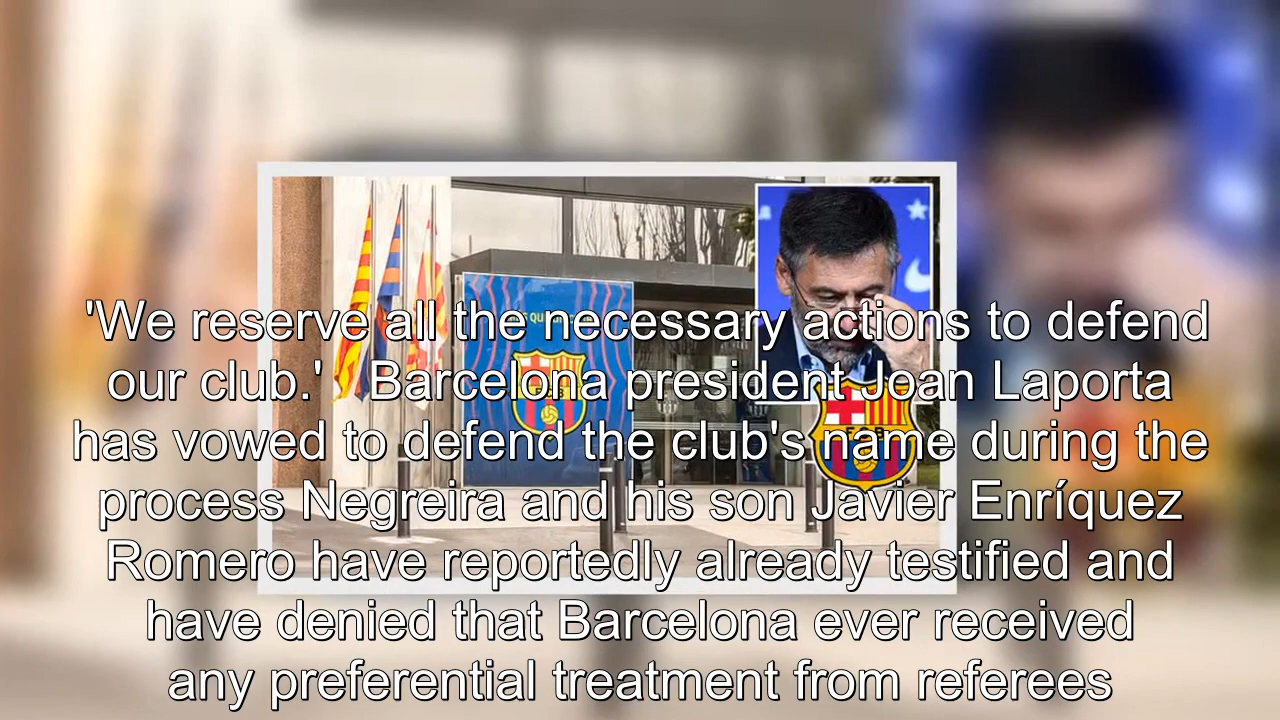 'We reserve all the necessary actions to defend
our club.' Barcelona president Joan Laporta
has vowed to defend the club's name during the
process Negreira and his son Javier Enríquez
Romero have reportedly already testified and
have denied that Barcelona ever received
any preferential treatment from referees